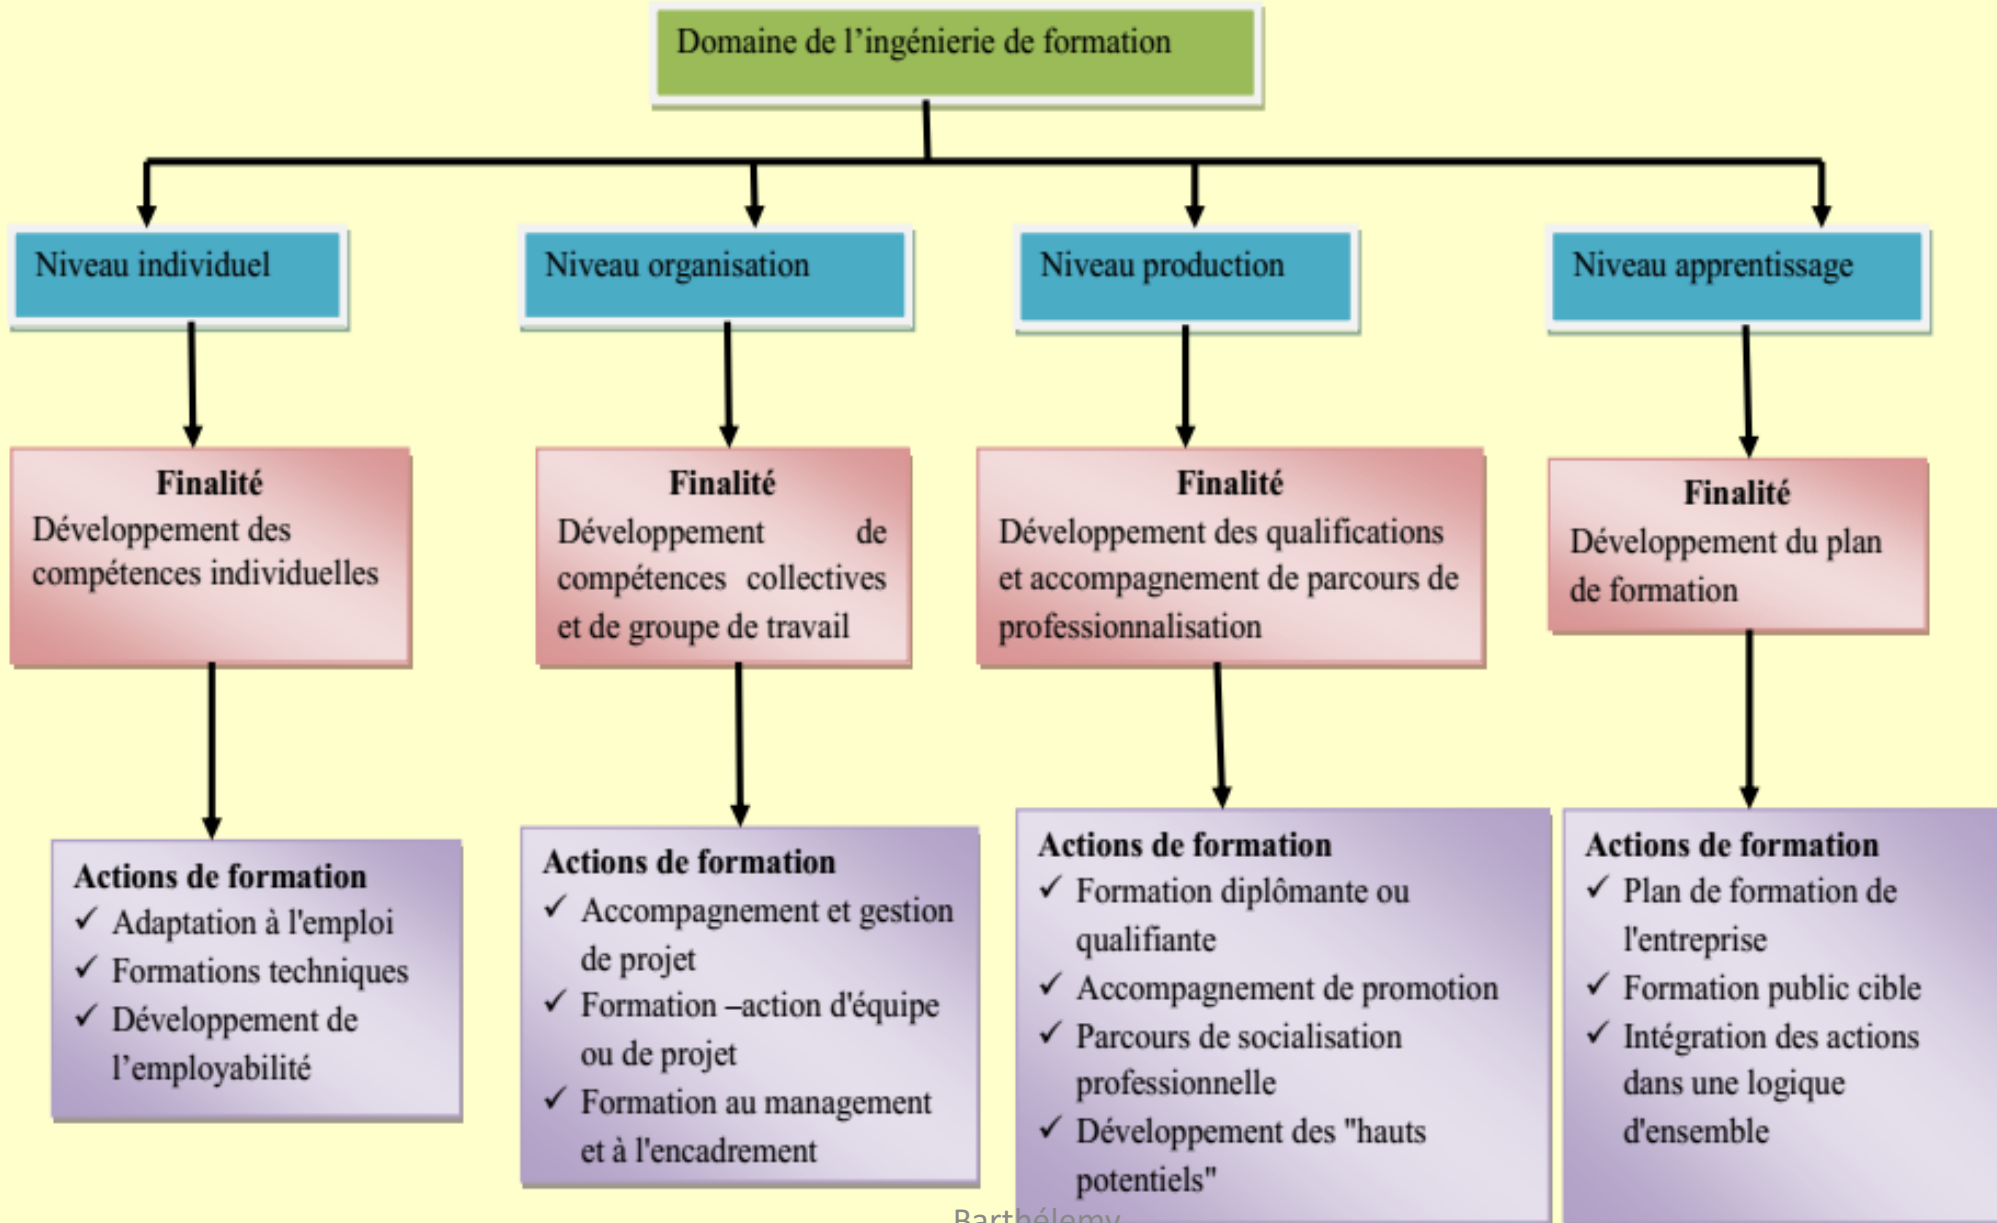 Domaine de l’ingénierie de formation
Niveau individuel
Niveau organisation
Niveau production
Niveau apprentissage
Finalité
Développement des
compétences individuelles
Finalité
Développement de
compétences collectives
et de groupe de travail
Finalité
Développement des qualifications
et accompagnement de parcours de
professionnalisation
Finalité
Développement du plan
de formation
Actions de formation
✓ Adaptation à l'emploi
✓ Formations techniques
✓ Développement de
l’employabilité
Actions de formation
✓ Accompagnement et gestion
de projet
✓ Formation –action d'équipe
ou de projet
✓ Formation au management
et à l'encadrement
Actions de formation
✓ Formation diplômante ou
qualifiante
✓ Accompagnement de promotion
✓ Parcours de socialisation
professionnelle
✓ Développement des "hauts
potentiels"
Actions de formation
✓ Plan de formation de
l'entreprise
✓ Formation public cible
✓ Intégration des actions
dans une logique
d'ensemble
Barthélemy